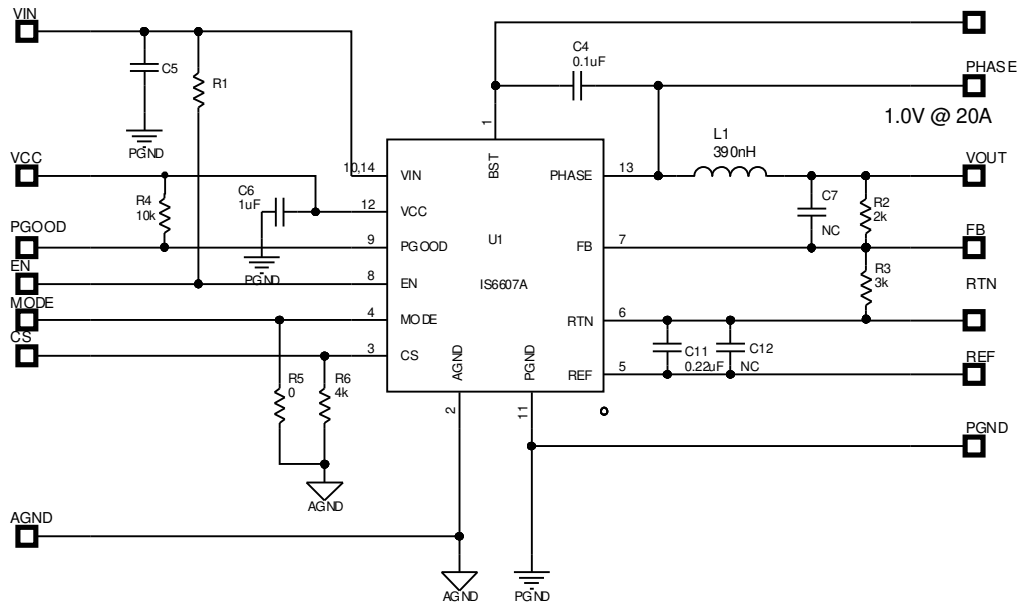 VIN
C5
R1
PGND
C4
0.1uF
PHASE
1.0V @ 20A
1
BST
L1
390nH
VCC
10,14
VIN
PHASE
13
VOUT
R4
10k
C6
1uF
12
VCC
C7
NC
R2
2k
PGOOD
9
PGOOD
U1
FB
7
FB
PGND
EN
8
EN
IS6607A
R3
3k
RTN
MODE
4
MODE
RTN
6
CS
3
CS
AGND
PGND
REF
5
C11
0.22uF
C12
NC
REF
R5
0
R6
4k
2
11
PGND
AGND
AGND
AGND
PGND